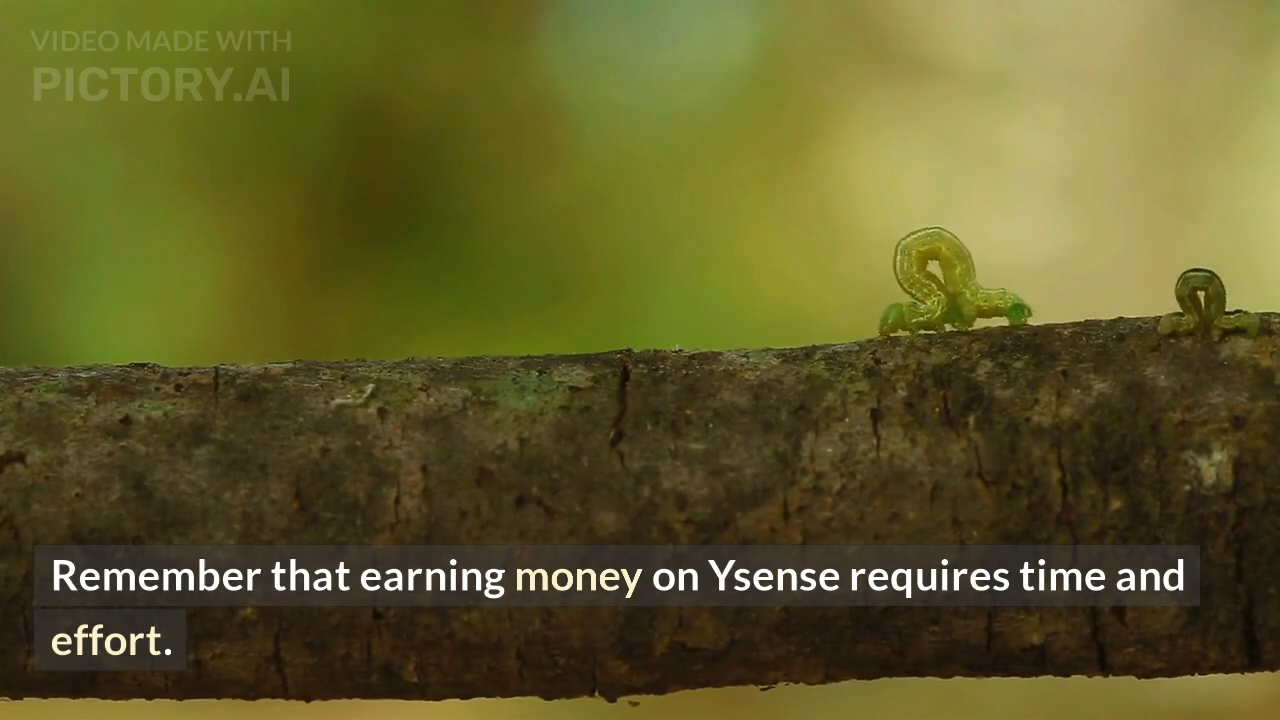 VIDEO MADE WITH
PICTORY.AI
Remember that earning money on Ysense requires time and
effort.